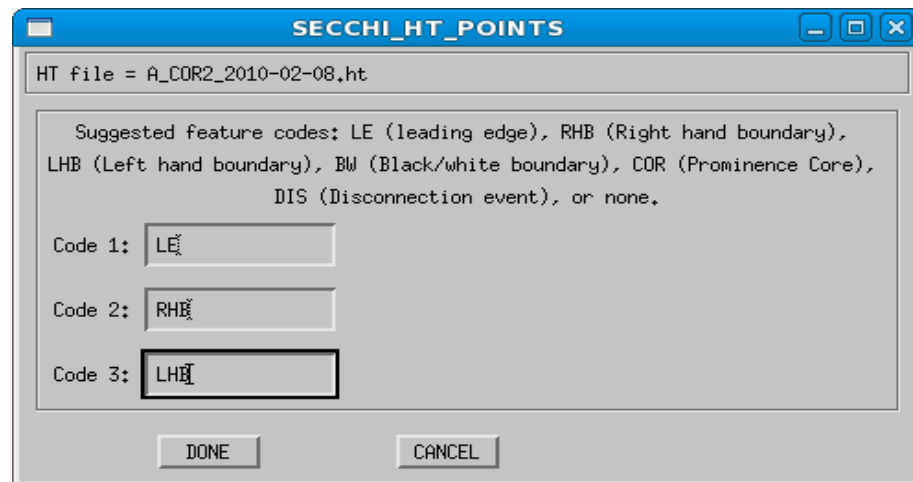 SECCHI_HT_POINTS
HT file = A_COR2_2010-02-08.ht
Suggested feature codes: LE (leading edge), RHB (Right hand boundary),
LHB (Left hand boundary), BW (Black/white boundary), COR (Prominence Core),
DIS (Disconnection event), or none.
Code 1: LE
Code 2: RHB
Code 3: LHB
DONE CANCEL